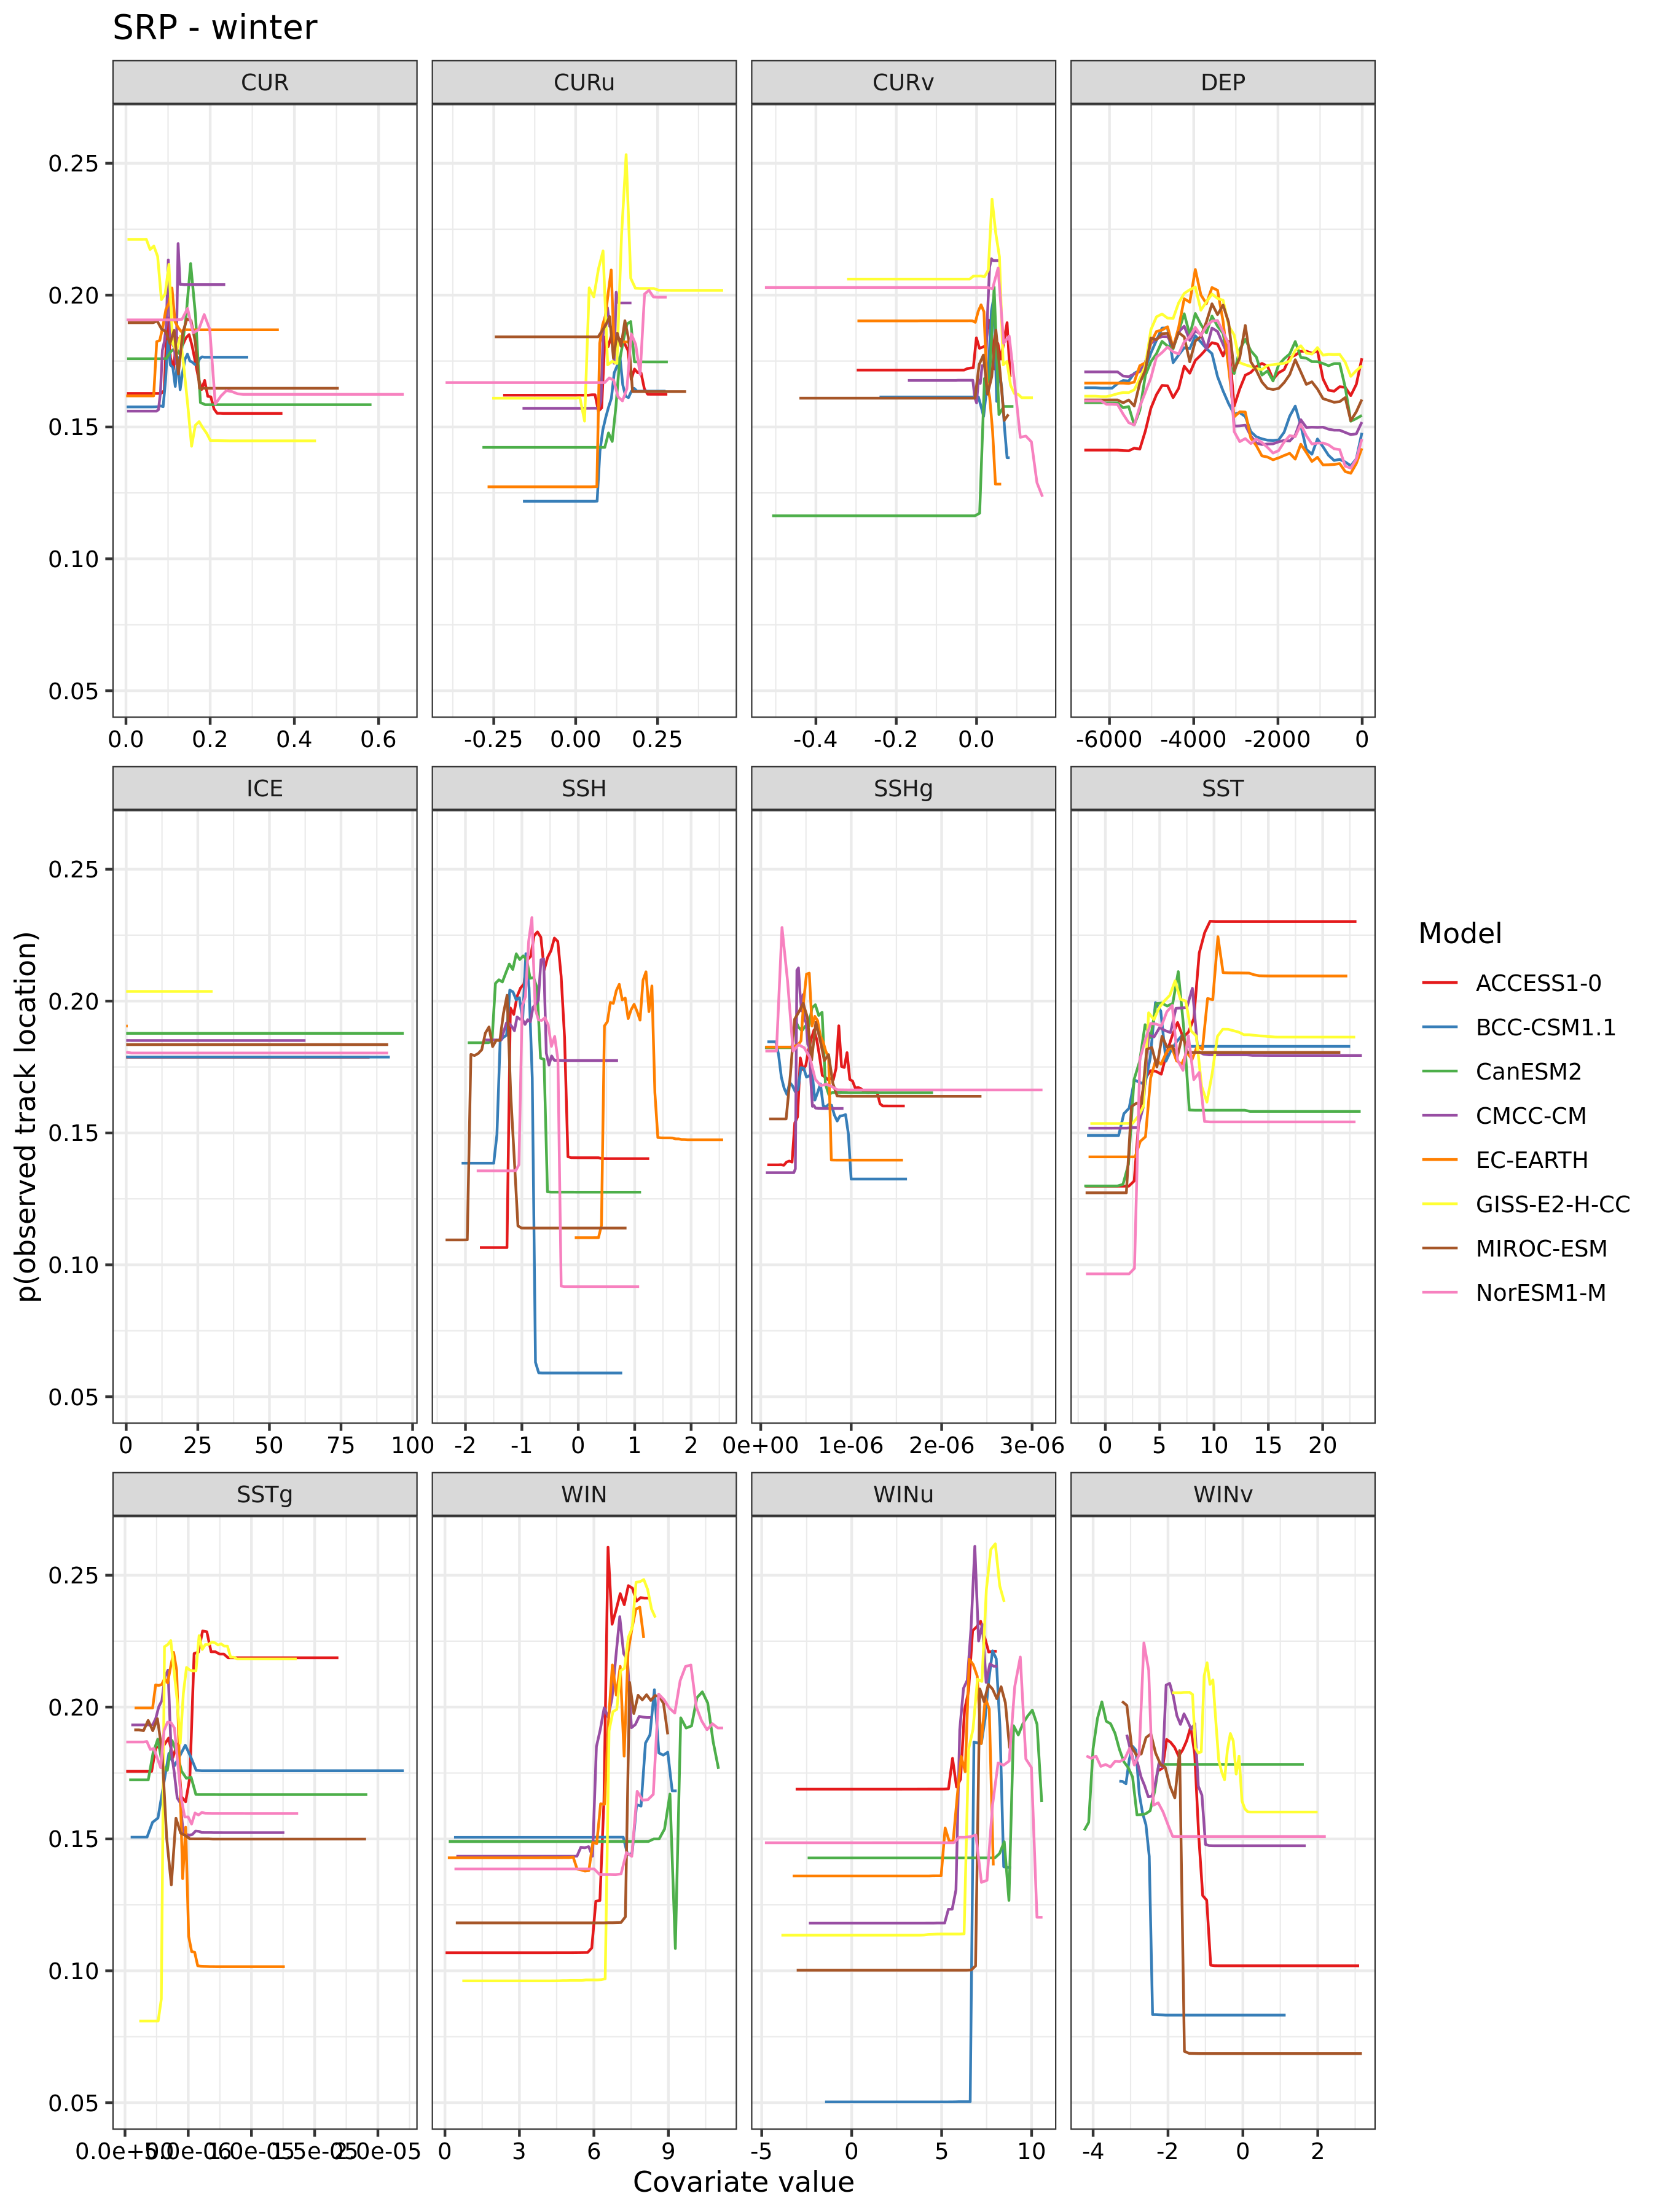 SRP - winter
CUR CURu CURv DEP
0.25
0.20
0.15
0.10
0.05
0.0 0.2 0.4 0.6 -0.25 0.00 0.25 -0.4 -0.2 0.0 -6000 -4000 -2000 0
ICE SSH SSHg SST
0.25
0.20
0.15
0.10
0.05
0 25 50 75 100 -2 -1 0 1 2 0e+00 1e-06 2e-06 3e-06 0 5 10 15 20
p(observed track location)
Model
ACCESS1-0
BCC-CSM1.1
CanESM2
CMCC-CM
EC-EARTH
GISS-E2-H-CC
MIROC-ESM
NorESM1-M
SSTg WIN WINu WINv
0.25
0.20
0.15
0.10
0.05
0.0e+00 5.0e-06 1.0e-05 1.5e-05 2.0e-05 0 3 6 9 -5 0 5 10 -4 -2 0 2
Covariate value